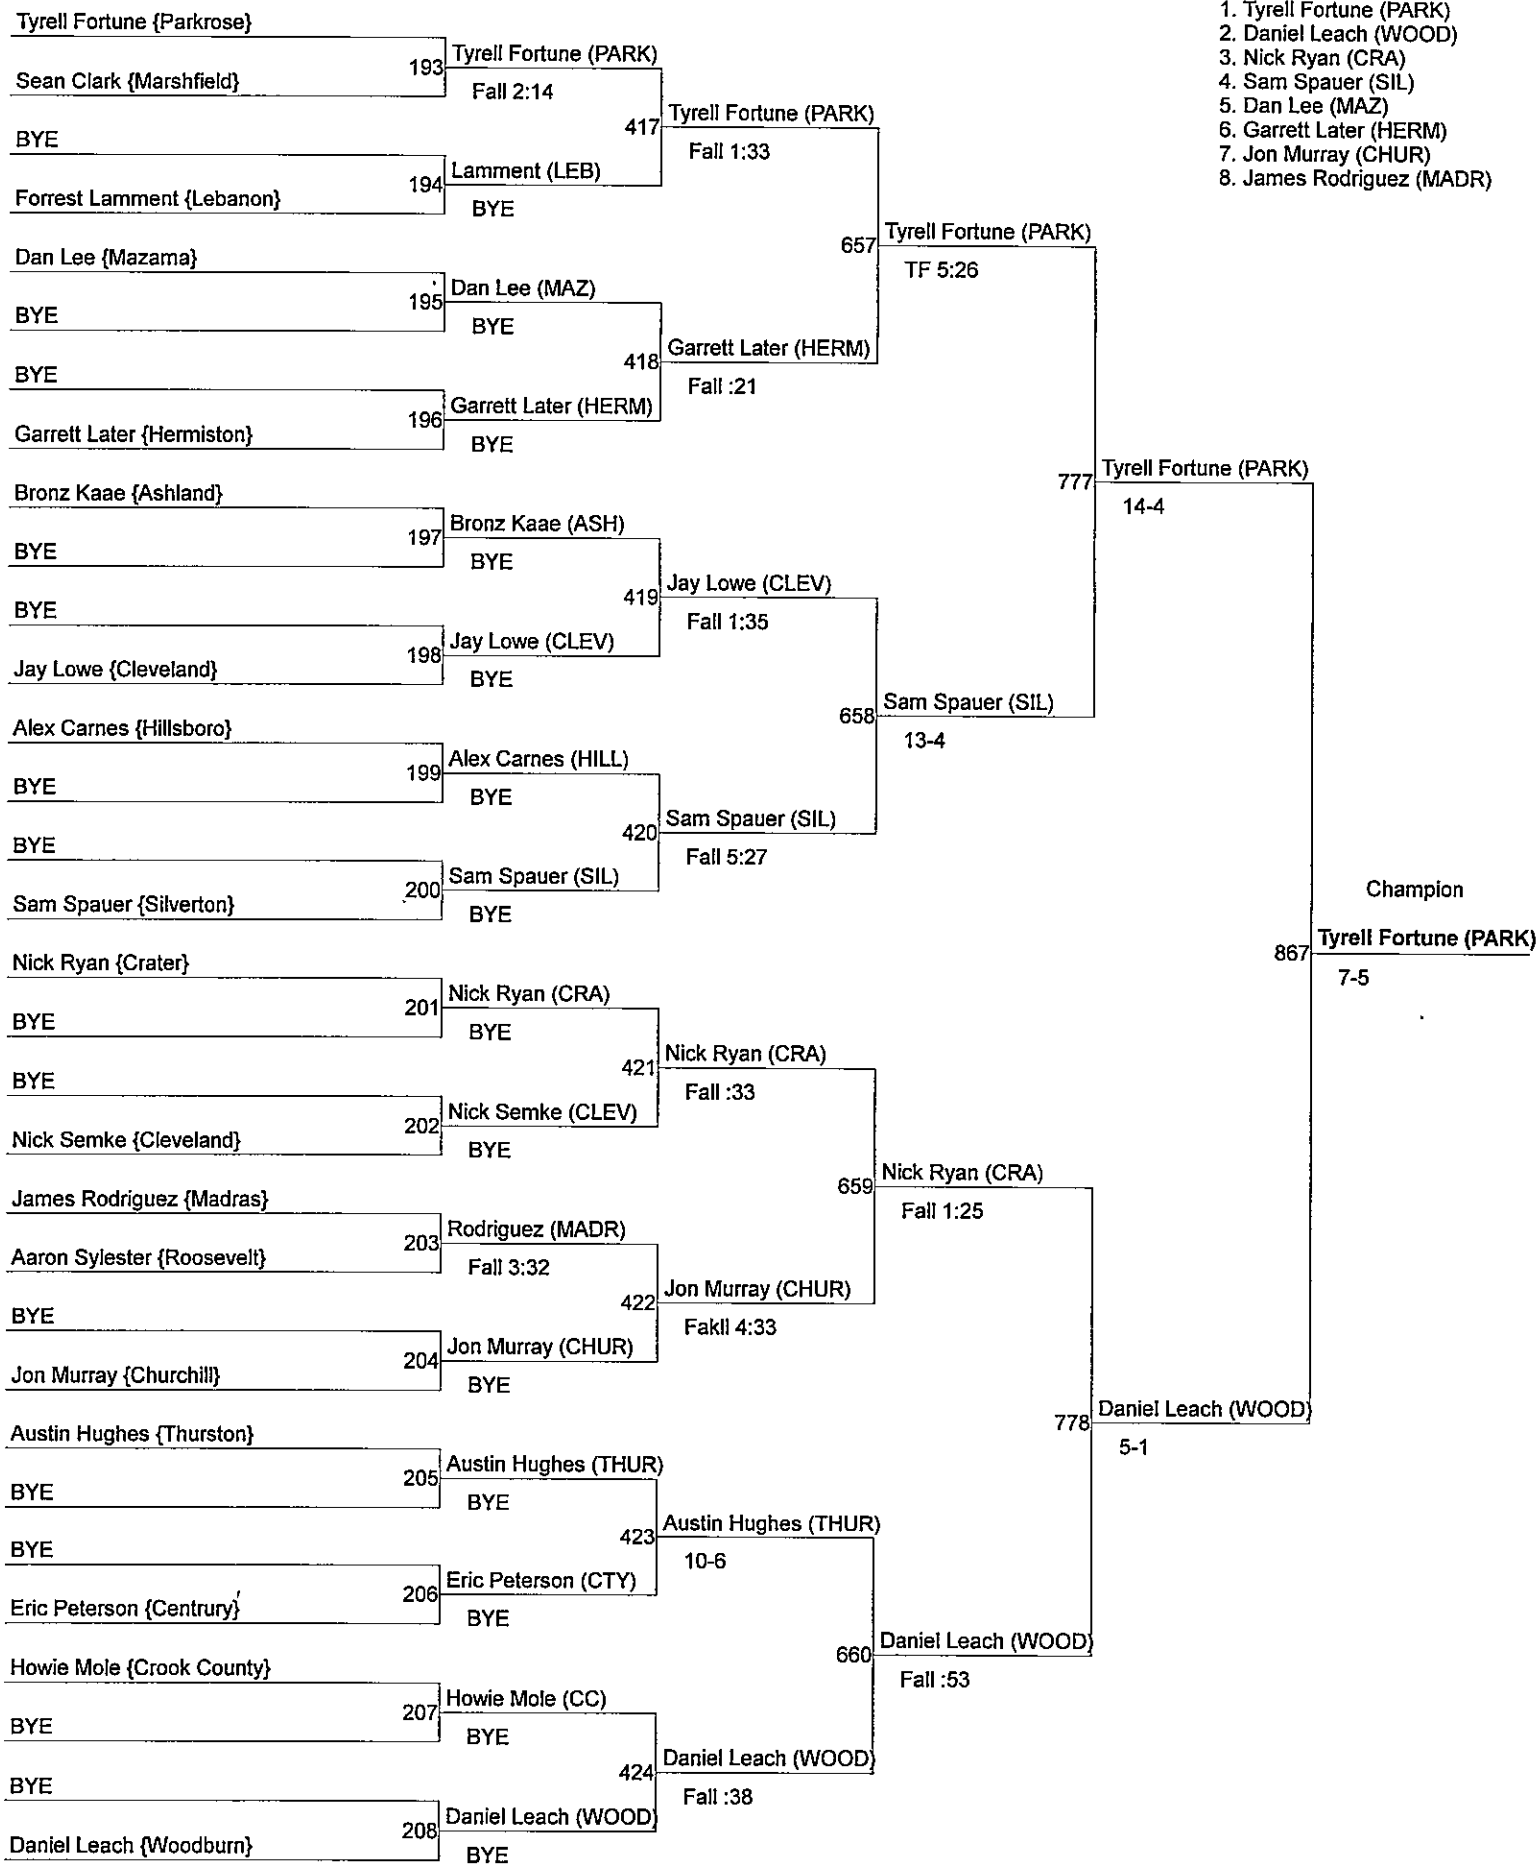 Tyrell Fortune {Parkrose}
193
Sean Clark {Marshfield}
Tyrell Fortune (PARK)
Fall 2:14
BYE
194
Forrest Lamment {Lebanon}
Lamment (LEB)
BYE
417
Tyrell Fortune (PARK)
Fall 1:33
Dan Lee {Mazama}
195
BYE
Dan Lee (MAZ)
BYE
BYE
196
Garrett Later {Hermiston}
Garrett Later (HERM)
BYE
418
Garrett Later (HERM)
Fall :21
657
Tyrell Fortune (PARK)
TF 5:26
Bronz Kaae {Ashland}
197
BYE
Bronz Kaae (ASH)
BYE
BYE
198
Jay Lowe {Cleveland}
Jay Lowe (CLEV)
BYE
419
Jay Lowe (CLEV)
Fall 1:35
Alex Carnes {Hillsboro}
199
BYE
Alex Carnes (HILL)
BYE
BYE
200
Sam Spauer {Silverton}
Sam Spauer (SIL)
BYE
420
Sam Spauer (SIL)
Fall 5:27
658
Sam Spauer (SIL)
13-4
777
Tyrell Fortune (PARK)
14-4
Nick Ryan {Crater}
201
BYE
Nick Ryan (CRA)
BYE
BYE
202
Nick Semke {Cleveland}
Nick Semke (CLEV)
BYE
421
Nick Ryan (CRA)
Fall :33
James Rodriguez {Madras}
203
Aaron Sylester {Roosevelt}
Rodriguez (MADR)
Fall 3:32
BYE
204
Jon Murray {Churchill}
Jon Murray (CHUR)
BYE
422
Jon Murray (CHUR)
Fakll 4:33
659
Nick Ryan (CRA)
Fall 1:25
Austin Hughes {Thurston}
205
BYE
Austin Hughes (THUR)
BYE
BYE
206
Eric Peterson {Centrury}
Eric Peterson (CTY)
BYE
423
Austin Hughes (THUR)
10-6
Howie Mole {Crook County}
207
BYE
Howie Mole (CC)
BYE
BYE
208
Daniel Leach {Woodburn}
Daniel Leach (WOOD)
BYE
424
Daniel Leach (WOOD)
Fall :38
660
Daniel Leach (WOOD)
Fall :53
778
Daniel Leach (WOOD)
5-1
Champion
867
Tyrell Fortune (PARK)
7-5
1. Tyrell Fortune (PARK)
2. Daniel Leach (WOOD)
3. Nick Ryan (CRA)
4. Sam Spauer (SIL)
5. Dan Lee (MAZ)
6. Garrett Later (HERM)
7. Jon Murray (CHUR)
8. James Rodriguez (MADR)